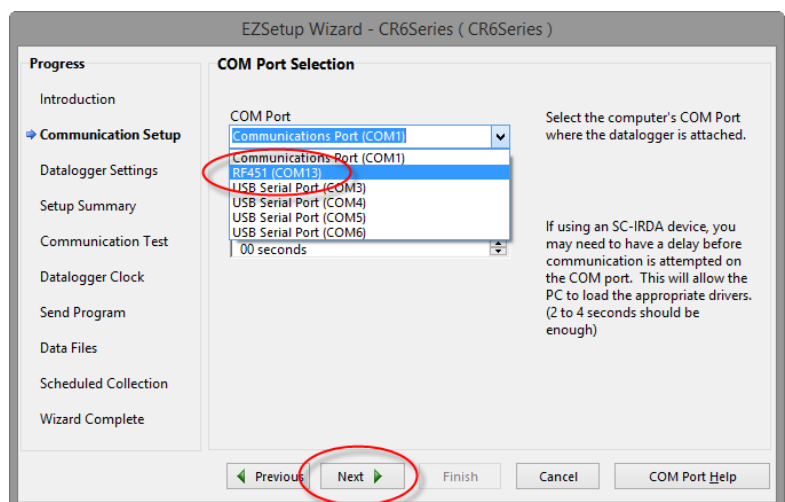 EZSetup Wizard - CR6Series ( CR6Series )
Progress
Introduction
Communication Setup
Datalogger Settings
Setup Summary
Communication Test
Datalogger Clock
Send Program
Data Files
Scheduled Collection
Wizard Complete
COM Port Selection
COM Port
Communications Port (COM1)
Communications Port (COM1)
RF451 (COM13)
USB Serial Port (COM3)
USB Serial Port (COM4)
USB Serial Port (COM5)
USB Serial Port (COM6)
00 seconds
Select the computer's COM Port
where the datalogger is attached.
If using an SC-IRDA device, you
may need to have a delay before
communication is attempted on
the COM port. This will allow the
PC to load the appropriate drivers.
(2 to 4 seconds should be
enough)
Previous
Next
Finish
Cancel
COM Port Help